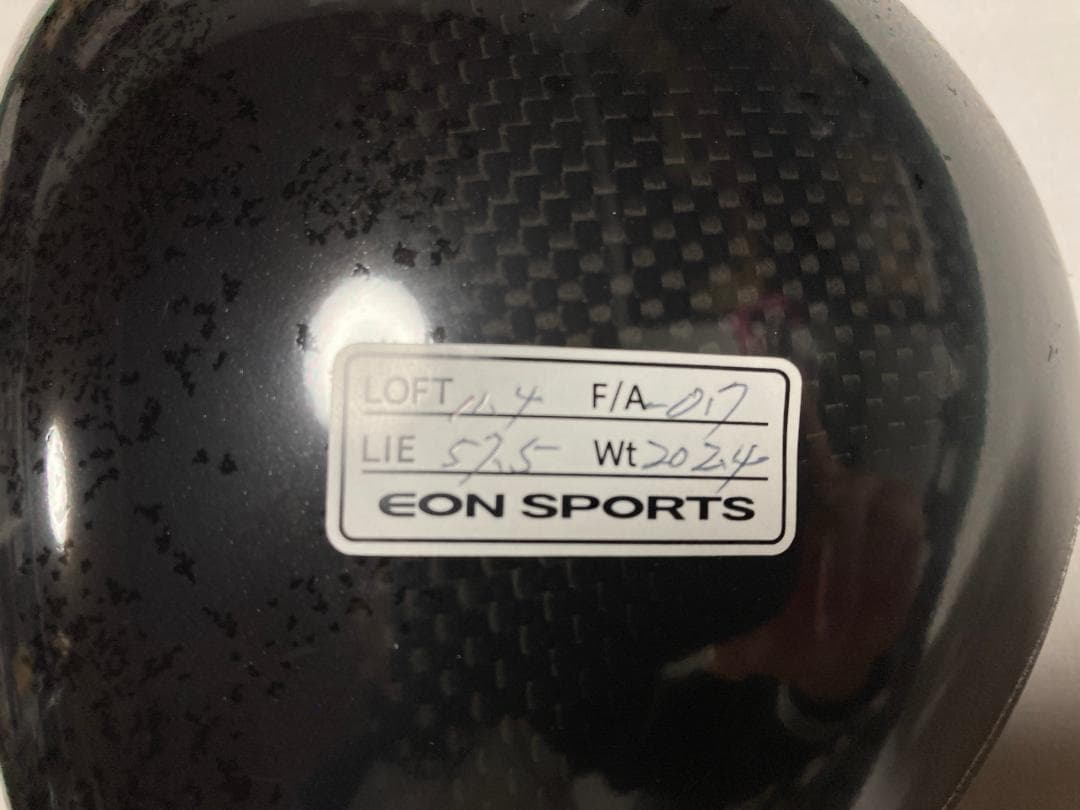 LOFT 11.4 F/A -0.7
LIE 57.5 Wt 202.4
EON SPORTS